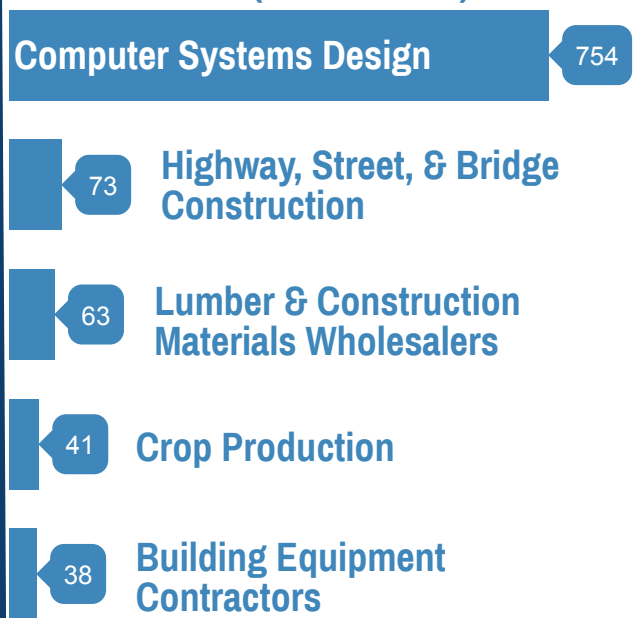 Computer Systems Design
754
73
Highway, Street, & Bridge
Construction
63
Lumber & Construction
Materials Wholesalers
41
Crop Production
38
Building Equipment
Contractors